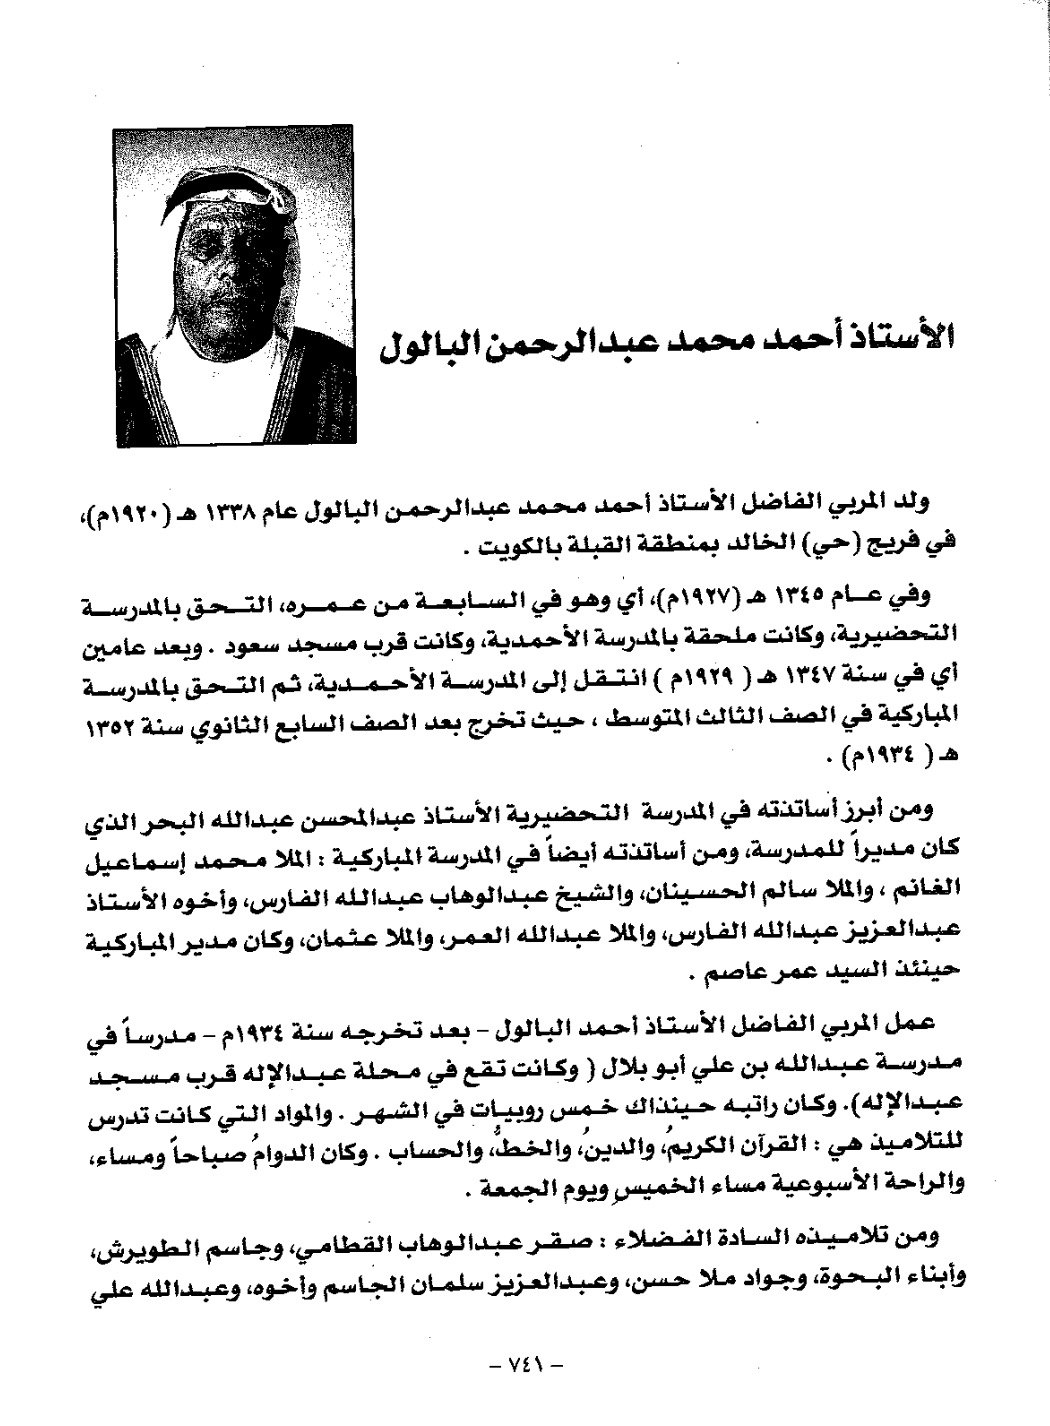 الأستاذ أحمد محمد عبدالرحمن البالول
ولد المربي الفاضل الأستاذ أحمد محمد عبدالرحمن البالول عام ١٣٣٨ هـ (١٩٢٠م)،
في فريج (حي) الخالد بمنطقة القبلة بالكويت .
وفي عام ١٣٤٥ هـ (١٩٢٧م)، أي وهو في السابعة من عمره، التحق بالمدرسة
التحضيرية، وكانت ملحقة بالمدرسة الأحمدية، وكانت قرب مسجد سعود . وبعد عامين
أي في سنة ١٣٤٧ هـ ( ١٩٢٩م ) انتقل إلى المدرسة الأحمدية، ثم التحق بالمدرسة
المباركية في الصف الثالث المتوسط ، حيث تخرج بعد الصف السابع الثانوي سنة ١٣٥٢
هـ ( ١٩٣٤م) .
ومن أبرز أساتذته في المدرسة التحضيرية الأستاذ عبدالمحسن عبدالله البحر الذي
كان مديراً للمدرسة، ومن أساتذته أيضاً في المدرسة المباركية : الملا محمد إسماعيل
الغانم ، والملا سالم الحسينان، والشيخ عبدالوهاب عبدالله الفارس، وأخوه الأستاذ
عبدالعزيز عبدالله الفارس، والملا عبدالله العمر، والملا عثمان، وكان مدير المباركية
حينئذ السيد عمر عاصم .
عمل المربي الفاضل الأستاذ أحمد البالول – بعد تخرجه سنة ١٩٣٤م – مدرساً في
مدرسة عبدالله بن علي أبو بلال ( وكانت تقع في محلة عبدالإله قرب مسجد
عبدالإله). وكان راتبه حينذاك خمس روبيات في الشهر . والمواد التي كانت تدرس
للتلاميذ هي : القرآن الكريمُ، والدينُ، والخطُّ، والحساب . وكان الدوامُ صباحاً ومساء،
والراحة الأسبوعية مساء الخميسِ ويوم الجمعة .
ومن تلاميذه السادة الفضلاء : صقر عبدالوهاب القطامي، وجاسم الطويرش،
وأبناء البحوة، وجواد ملا حسن، وعبدالعزيز سلمان الجاسم وأخوه، وعبدالله علي
– ٧٤١ –